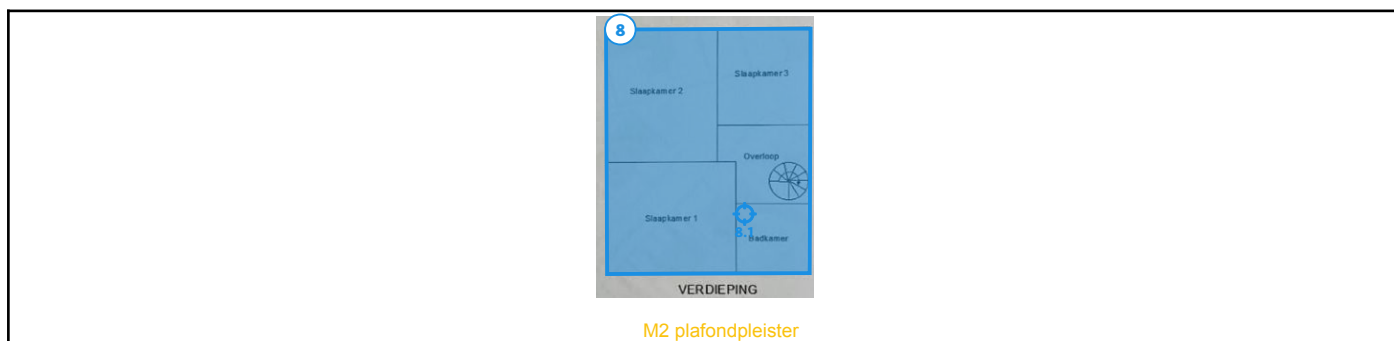 8
Slaapkamer 3
Slaapkamer 2
Overloop
Slaapkamer 1
8.1
Badkamer
VERDIEPING
M2 plafondpleister